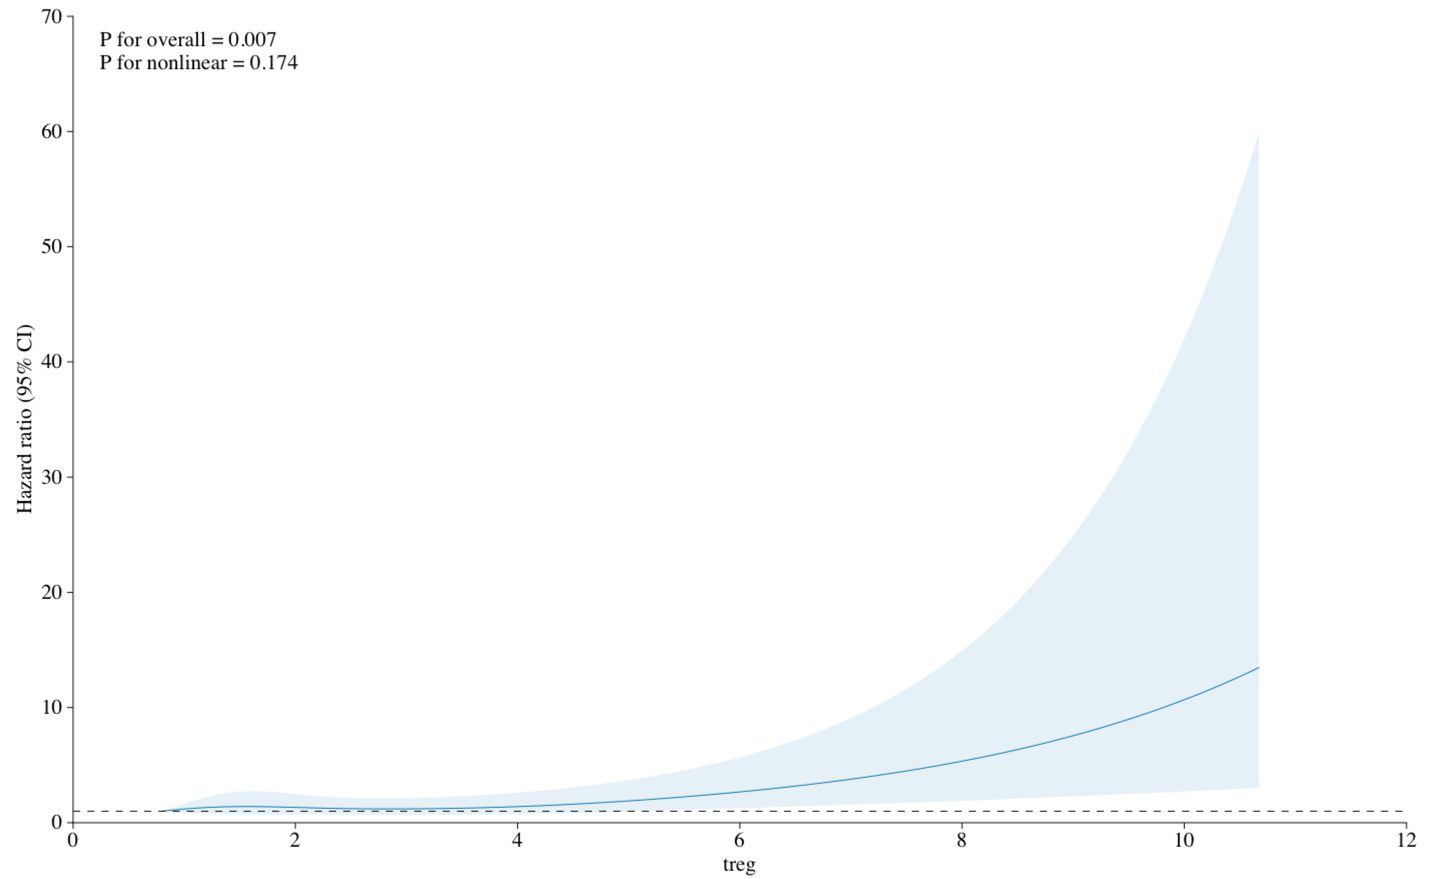 P for overall = 0.007
P for nonlinear = 0.174
Hazard ratio (95% CI)
70
60
50
40
30
20
10
0
0 2 4 6 8 10 12
treg